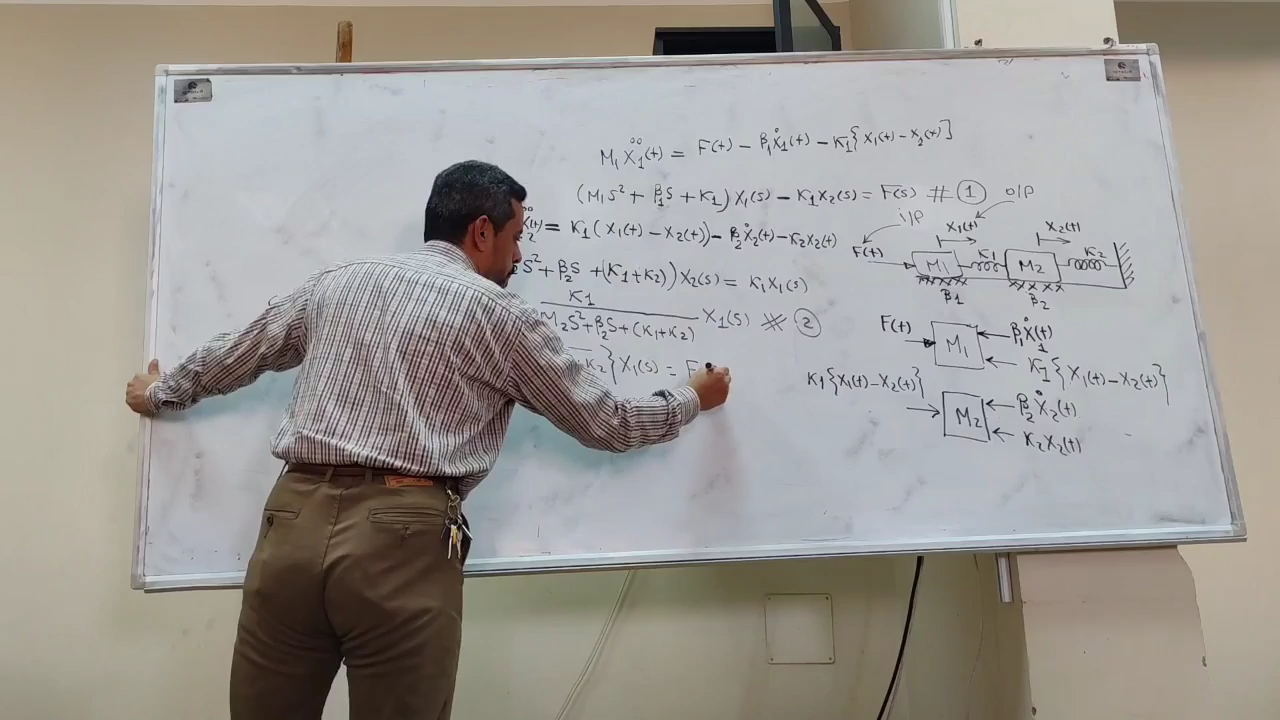 M₁ẍ₁(t) = F(t) − β₁ẋ₁(t) − K₁{x₁(t) − x₂(t)]
(M₁S² + β₁S + K₁) X₁(S) − K₁X₂(S) = F(S) # ①
= K₁(x₁(t) − x₂(t)) − β₂ẋ₂(t) − K₂x₂(t)
S² + β₂S + (K₁+K₂)) X₂(S) = K₁X₁(S)
K₁
M₂S²+β₂S+(K₁+K₂) X₁(S) # ②
+K₂}X₁(S) = F
i/p
o/p
F(t)
x₁(t)
x₂(t)
M₁
K₁
M₂
K₂
β₁
β₂
F(t)
M₁
β₁ẋ₁(t)
K₁{x₁(t)−x₂(t)}
K₁{x₁(t)−x₂(t)}
M₂
β₂ẋ₂(t)
K₂x₂(t)